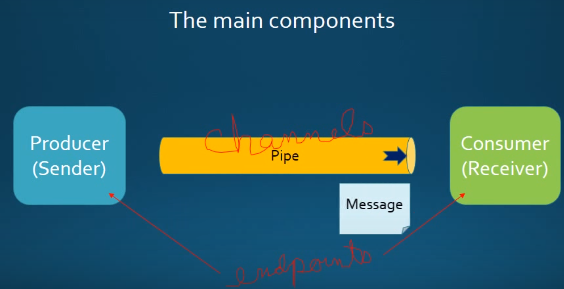 The main components
channels
Producer
(Sender)
Pipe
Consumer
(Receiver)
Message
endpoints